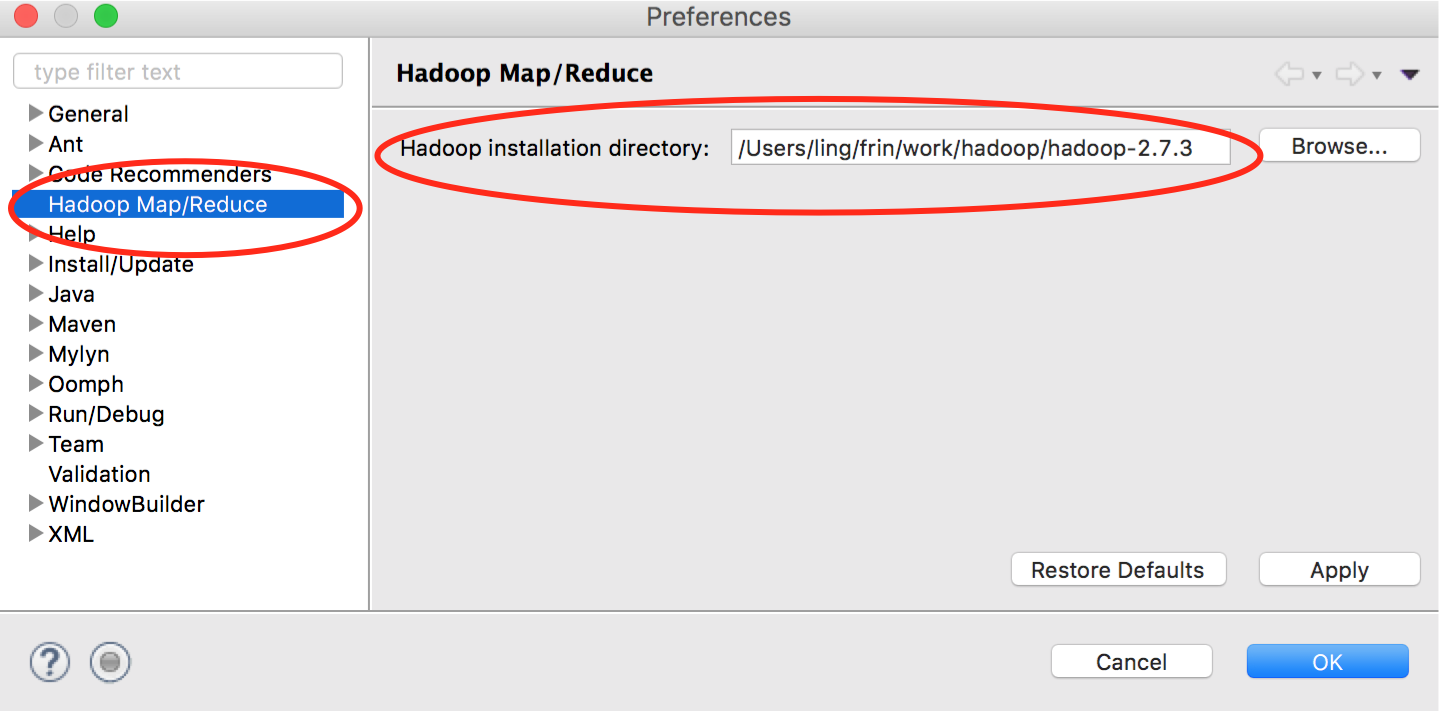 Preferences
type filter text
General
Ant
Code Recommenders
Hadoop Map/Reduce
Help
Install/Update
Java
Maven
Mylyn
Oomph
Run/Debug
Team
Validation
WindowBuilder
XML
Hadoop Map/Reduce
Hadoop installation directory: /Users/ling/frin/work/hadoop/hadoop-2.7.3 Browse...
Restore Defaults Apply
? Cancel OK